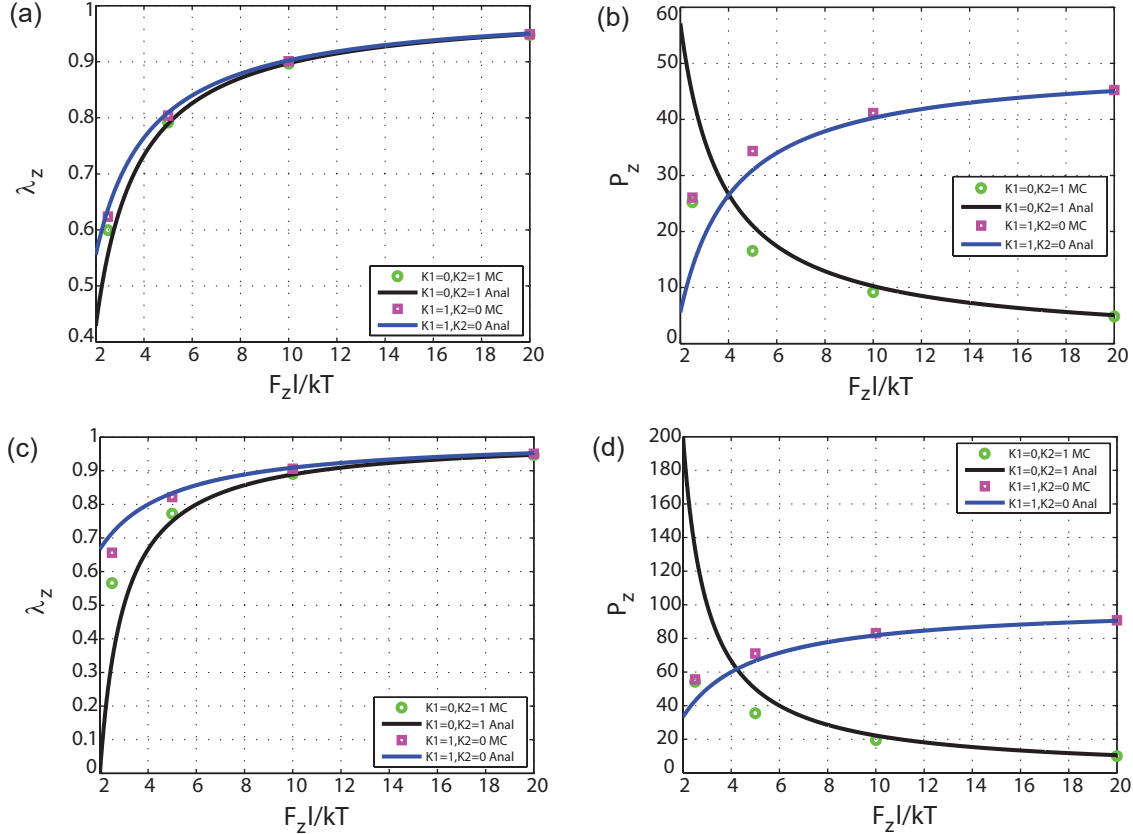 (a)
1
0.9
0.8
0.7
0.6
0.5
0.4
λz
2 4 6 8 10 12 14 16 18 20
FzI/kT
K1=0,K2=1 MC
K1=0,K2=1 Anal
K1=1,K2=0 MC
K1=1,K2=0 Anal
(b)
60
50
40
30
20
10
0
Pz
2 4 6 8 10 12 14 16 18 20
FzI/kT
K1=0,K2=1 MC
K1=0,K2=1 Anal
K1=1,K2=0 MC
K1=1,K2=0 Anal
(c)
1
0.9
0.8
0.7
0.6
0.5
0.4
0.3
0.2
0.1
0
λz
2 4 6 8 10 12 14 16 18 20
FzI/kT
K1=0,K2=1 MC
K1=0,K2=1 Anal
K1=1,K2=0 MC
K1=1,K2=0 Anal
(d)
200
180
160
140
120
100
80
60
40
20
0
Pz
2 4 6 8 10 12 14 16 18 20
FzI/kT
K1=0,K2=1 MC
K1=0,K2=1 Anal
K1=1,K2=0 MC
K1=1,K2=0 Anal